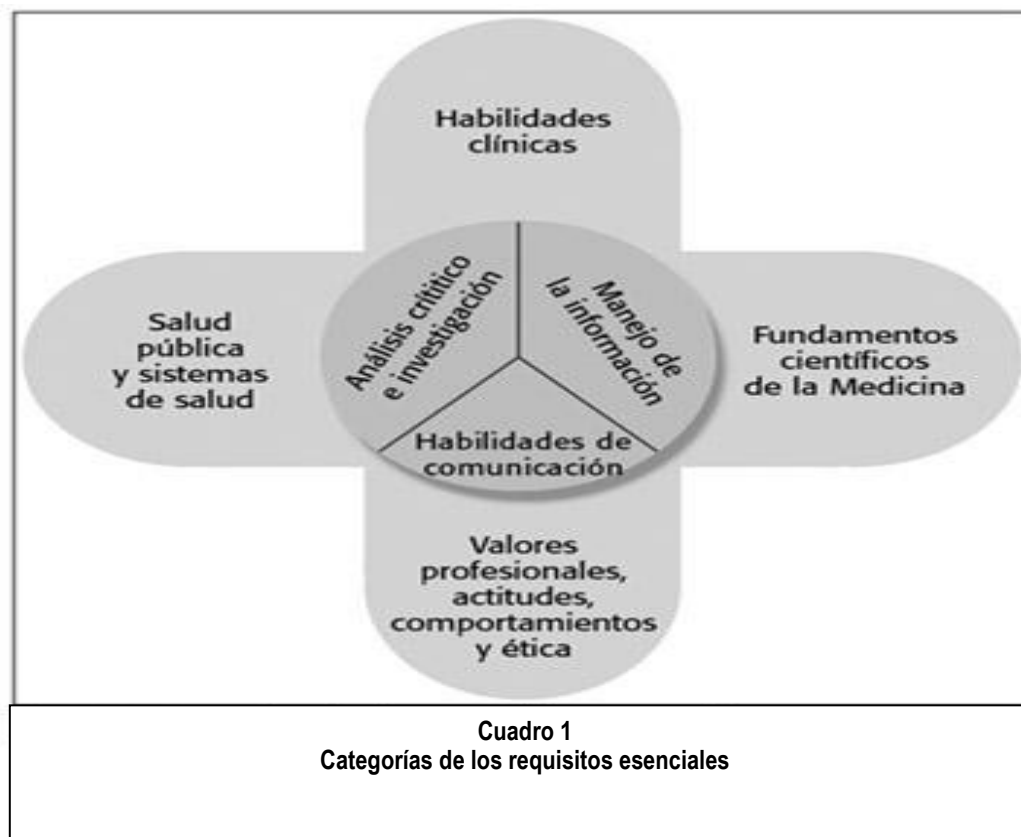 Habilidades
clínicas
Análisis crítitico
e investigación
Manejo de
la información
Salud
pública
y sistemas
de salud
Fundamentos
científicos
de la Medicina
Habilidades de
comunicación
Valores
profesionales,
actitudes,
comportamientos
y ética
Cuadro 1
Categorías de los requisitos esenciales